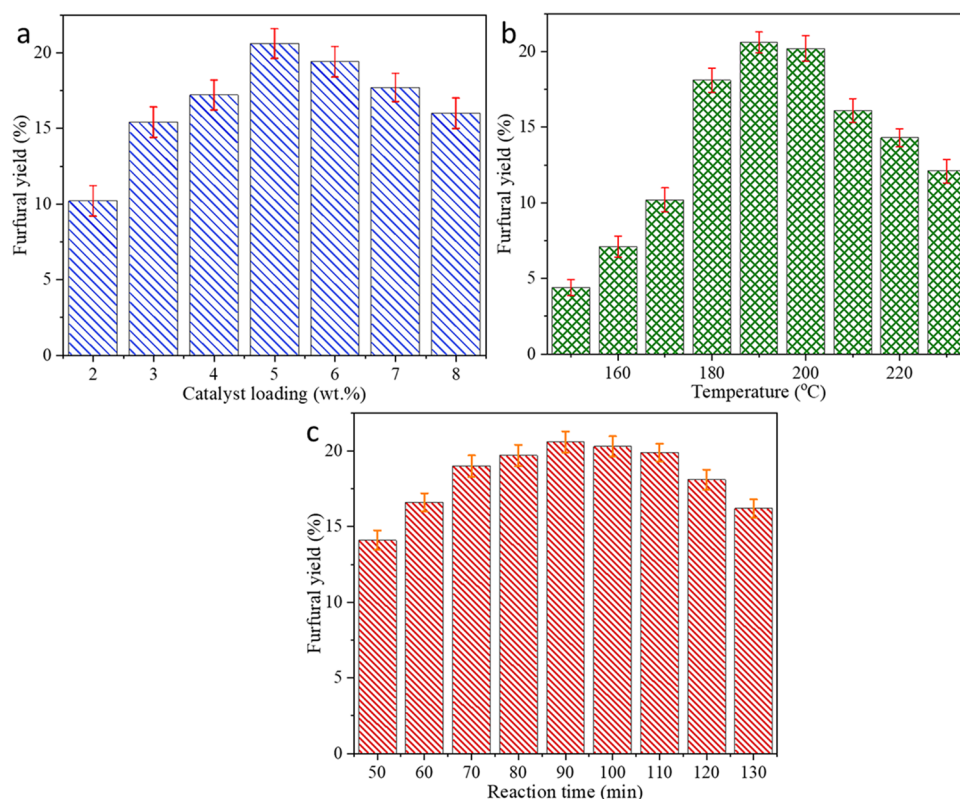 a
20
15
10
5
0
Furfural yield (%)
2 3 4 5 6 7 8
Catalyst loading (wt.%)
b
20
15
10
5
0
Furfural yield (%)
160 180 200 220
Temperature (°C)
c
20
15
10
5
0
Furfural yield (%)
50 60 70 80 90 100 110 120 130
Reaction time (min)